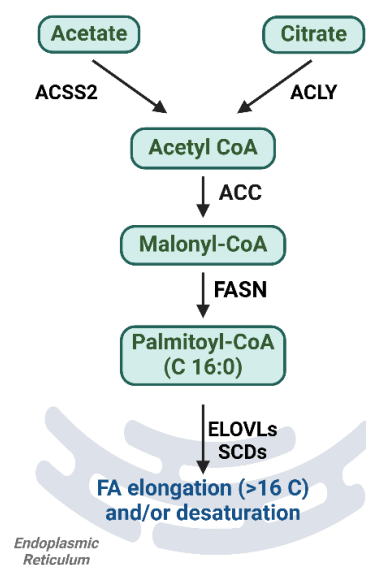 Acetate
Citrate
ACSS2
ACLY
Acetyl CoA
ACC
Malonyl-CoA
FASN
Palmitoyl-CoA
(C 16:0)
ELOVLs
SCDs
FA elongation (>16 C)
and/or desaturation
Endoplasmic
Reticulum